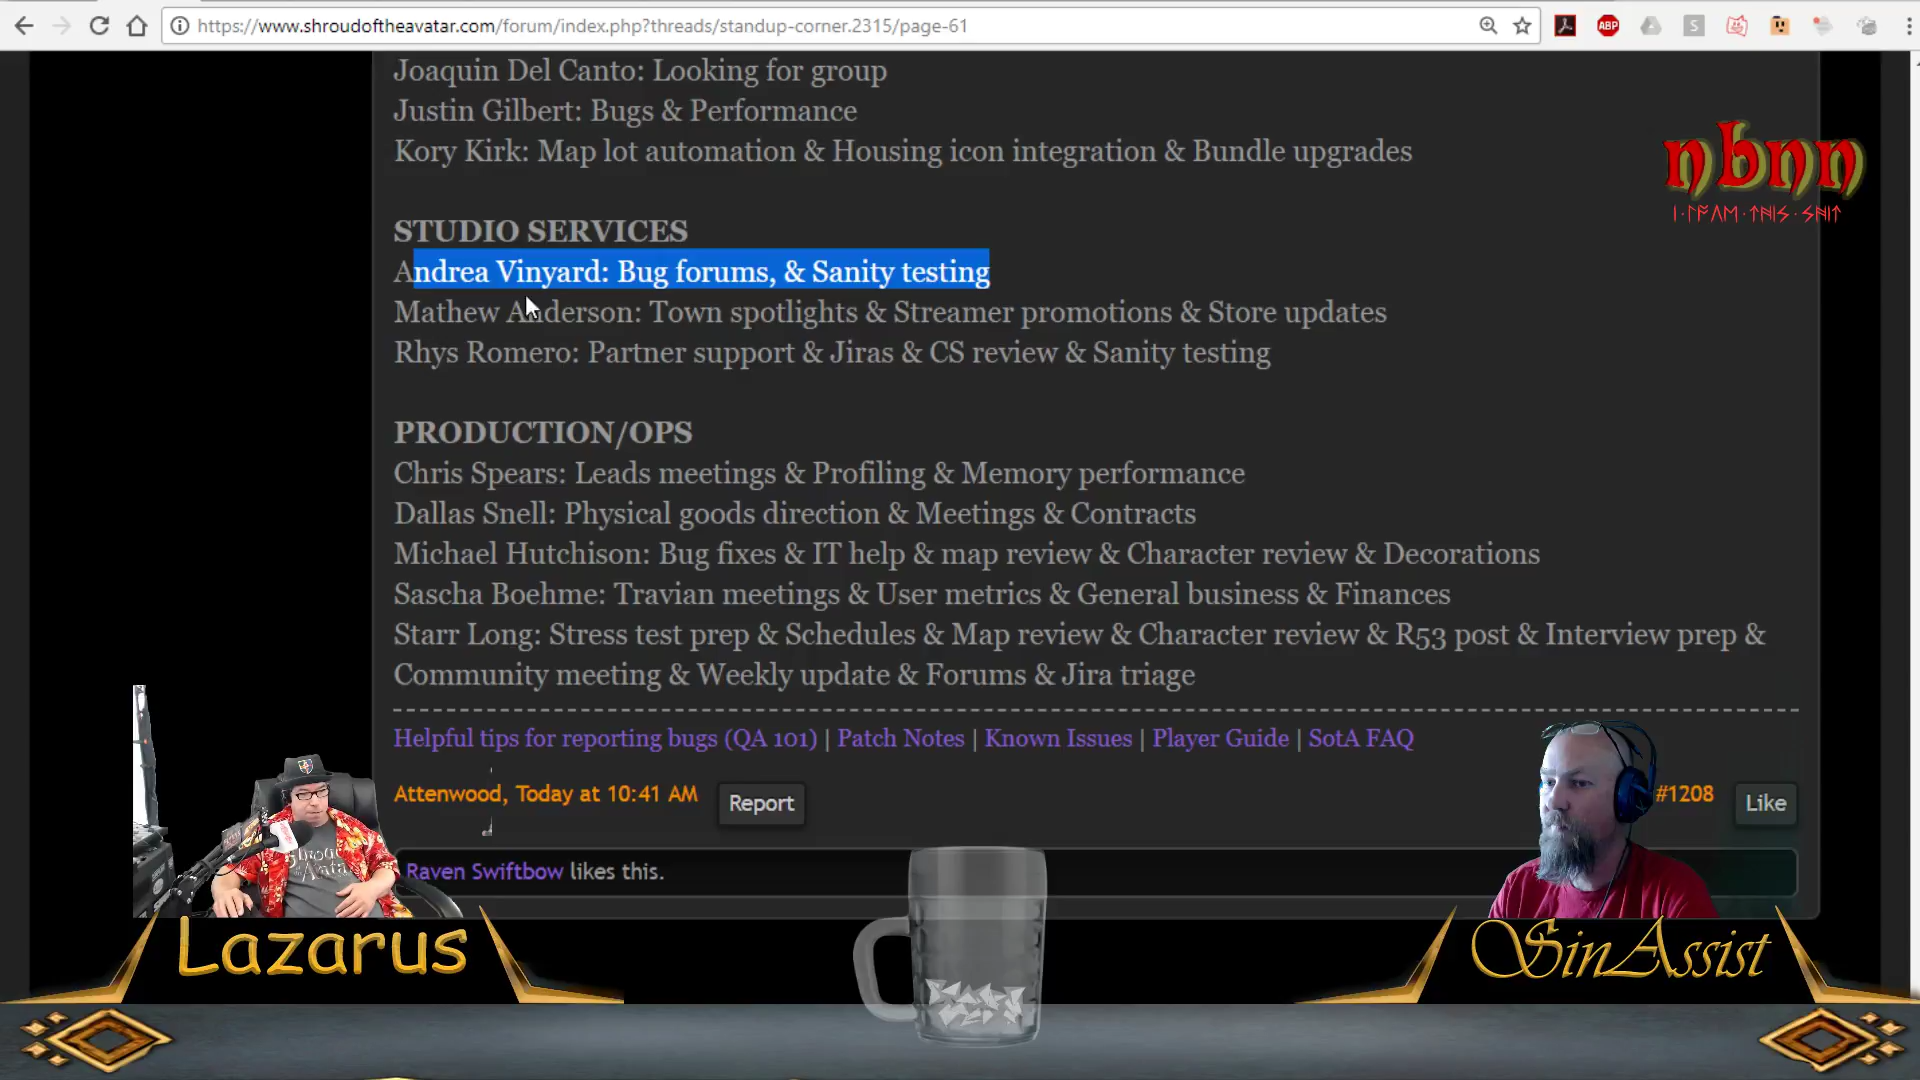 https://www.shroudoftheavatar.com/forum/index.php?threads/standup-corner.2315/page-61
ABP
S
Joaquin Del Canto: Looking for group
Justin Gilbert: Bugs & Performance
Kory Kirk: Map lot automation & Housing icon integration & Bundle upgrades
nbnn
STUDIO SERVICES
Andrea Vinyard: Bug forums, & Sanity testing
Mathew Anderson: Town spotlights & Streamer promotions & Store updates
Rhys Romero: Partner support & Jiras & CS review & Sanity testing
PRODUCTION/OPS
Chris Spears: Leads meetings & Profiling & Memory performance
Dallas Snell: Physical goods direction & Meetings & Contracts
Michael Hutchison: Bug fixes & IT help & map review & Character review & Decorations
Sascha Boehme: Travian meetings & User metrics & General business & Finances
Starr Long: Stress test prep & Schedules & Map review & Character review & R53 post & Interview prep &
Community meeting & Weekly update & Forums & Jira triage
Helpful tips for reporting bugs (QA 101) | Patch Notes | Known Issues | Player Guide | SotA FAQ
Attenwood, Today at 10:41 AM
Report
#1208
Like
Raven Swiftbow likes this.
Lazarus
SinAssist